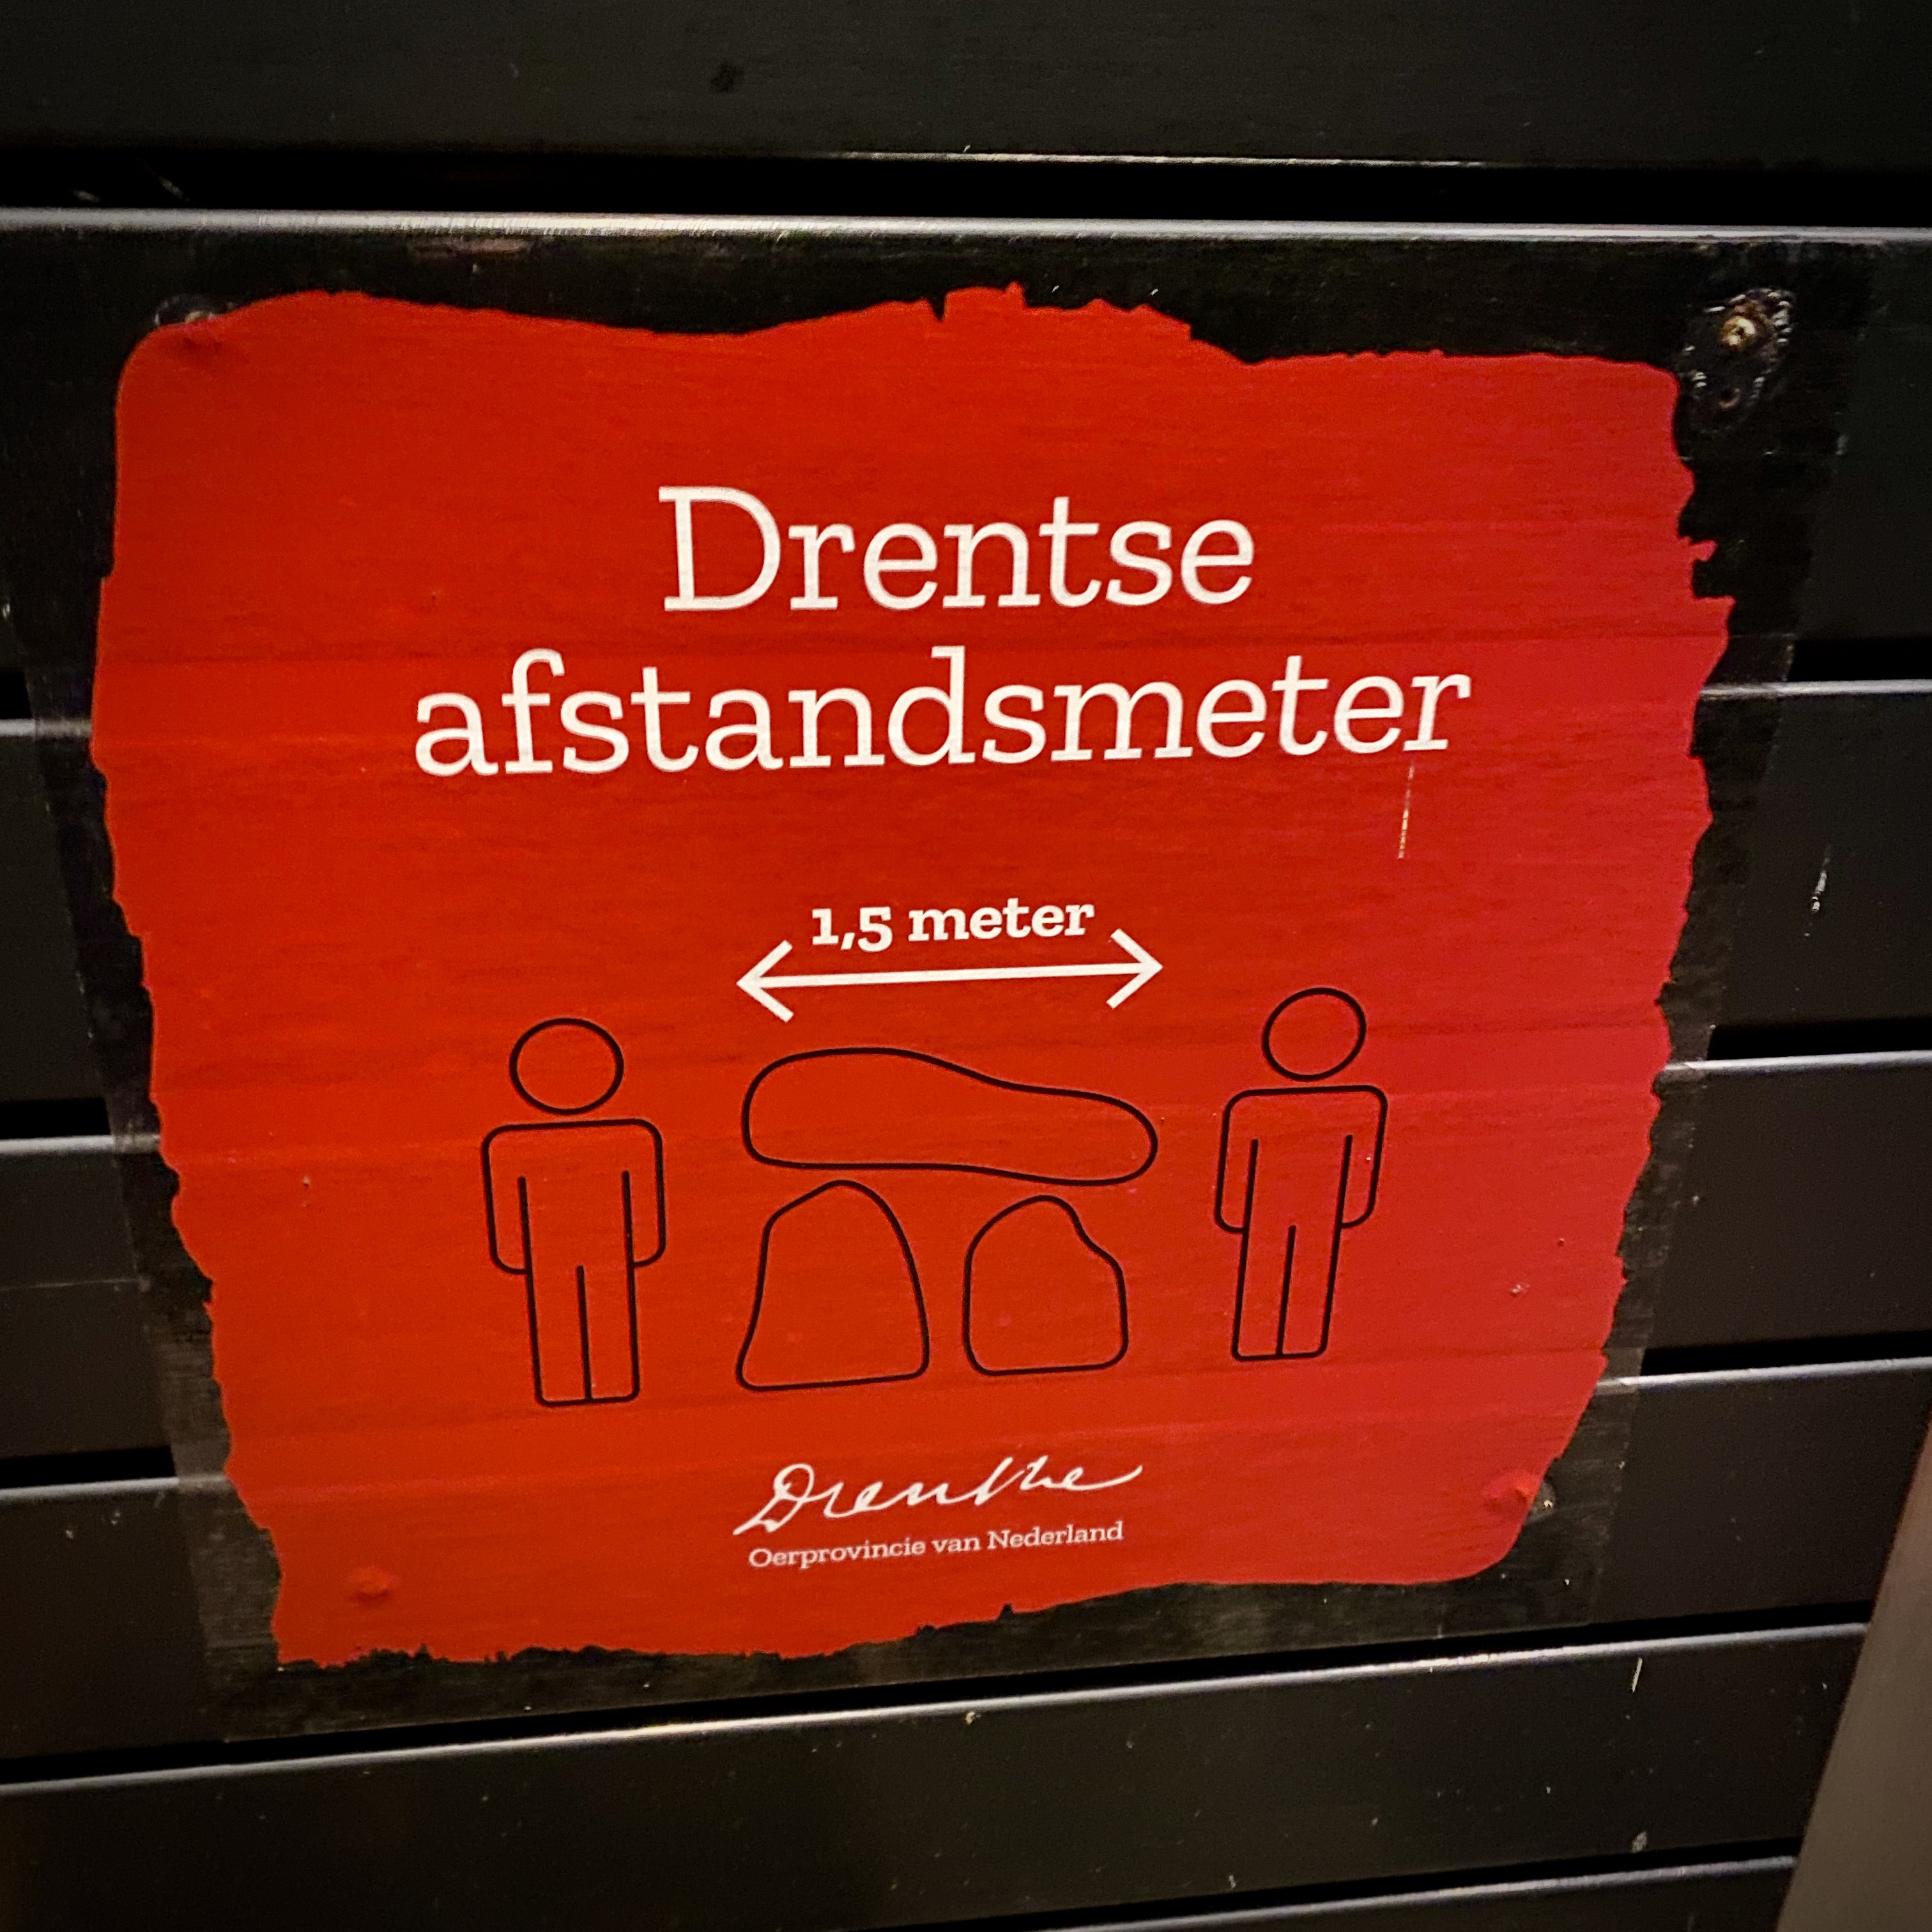 Drentse
afstandsmeter
1,5 meter
Drenthe
Oerprovincie van Nederland